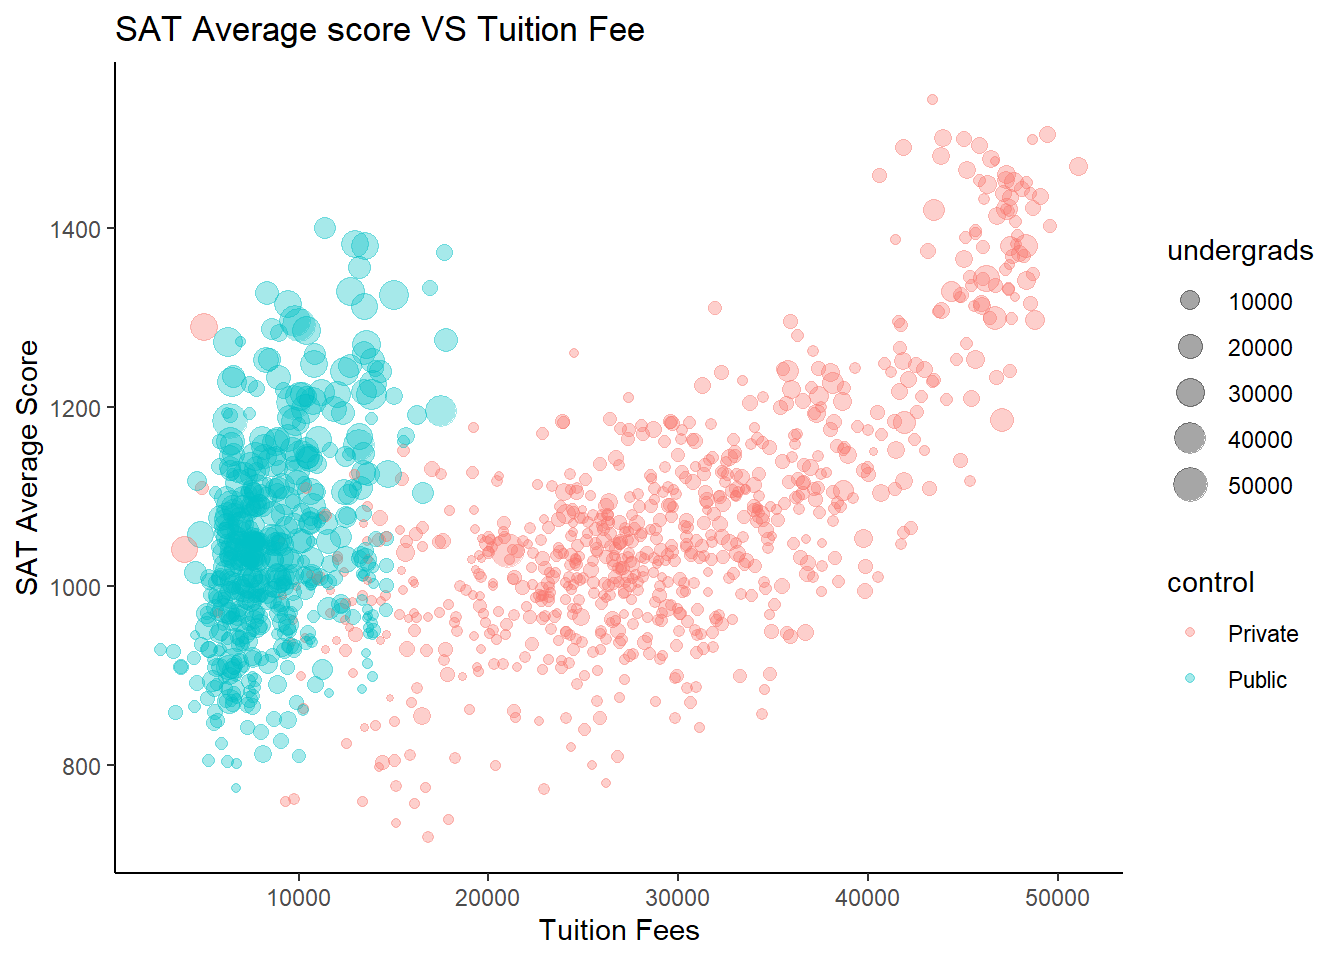 SAT Average score VS Tuition Fee
SAT Average Score
1400
1200
1000
800
10000
20000
30000
40000
50000
Tuition Fees
undergrads
10000
20000
30000
40000
50000
control
Private
Public